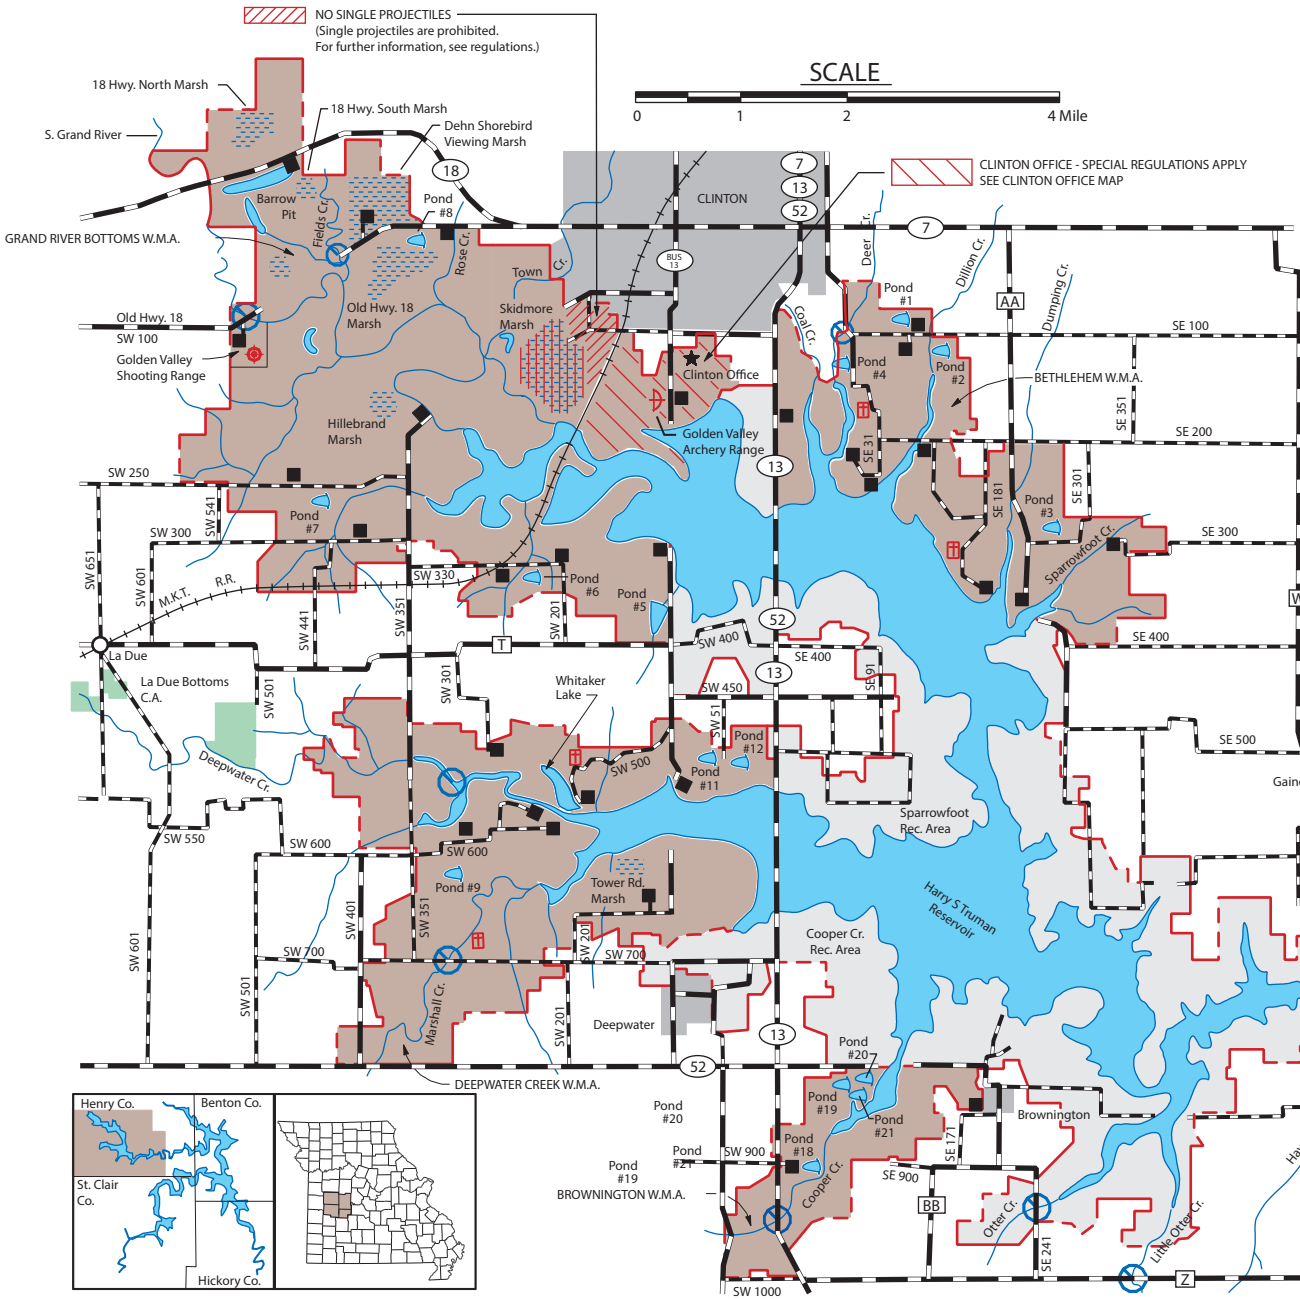 NO SINGLE PROJECTILES
(Single projectiles are prohibited.
For further information, see regulations.)
SCALE
0 1 2 4 Mile
18 Hwy. North Marsh
18 Hwy. South Marsh
S. Grand River
Dehn Shorebird
Viewing Marsh
18
7
13
52
CLINTON OFFICE - SPECIAL REGULATIONS APPLY
SEE CLINTON OFFICE MAP
CLINTON
Barrow
Pit
Fields Cr.
Pond
#8
Rose Cr.
GRAND RIVER BOTTOMS W.M.A.
7
Deer Cr.
Dillion Cr.
Dumping Cr.
BUS
13
Town
Cr.
AA
Pond
#1
Old Hwy. 18
SW 100
Old Hwy. 18
Marsh
Skidmore
Marsh
Coal Cr.
SE 100
Golden Valley
Shooting Range
Clinton Office
Pond
#4
Pond
#2
BETHLEHEM W.M.A.
SE 351
Hillebrand
Marsh
Golden Valley
Archery Range
SE 31
SE 200
13
SW 250
SE 301
SE 181
SW 541
Pond
#7
Pond
#3
SW 300
SE 300
Sparrowfoot Cr.
SW 651
SW 601
M.K.T. R.R.
SW 330
Pond
#6
Pond
#5
SW 441
SW 351
SW 201
T
52
SW 400
SE 400
SE 400
W
La Due
La Due Bottoms
C.A.
SW 501
SW 301
Whitaker
Lake
13
SE 91
SW 450
SW 51
Pond
#12
SE 500
Deepwater Cr.
SW 500
Pond
#11
Gaine
Sparrowfoot
Rec. Area
SW 550
SW 600
SW 600
Pond #9
Tower Rd.
Marsh
Harry S Truman
Reservoir
SW 401
SW 351
SW 601
SW 201
Cooper Cr.
Rec. Area
SW 700
SW 700
SW 501
Marshall Cr.
SW 201
Deepwater
13
Pond
#20
7
52
DEEPWATER CREEK W.M.A.
Pond
#19
Pond
#21
Brownington
Pond
#20
Henry Co.
Benton Co.
SE 171
Pond
#18
Pond
#21
SW 900
Pond
#19
SE 900
Ha
St. Clair
Co.
BROWNINGTON W.M.A.
Cooper Cr.
BB
Otter Cr.
SE 241
Little Otter Cr.
Hickory Co.
Z
SW 1000